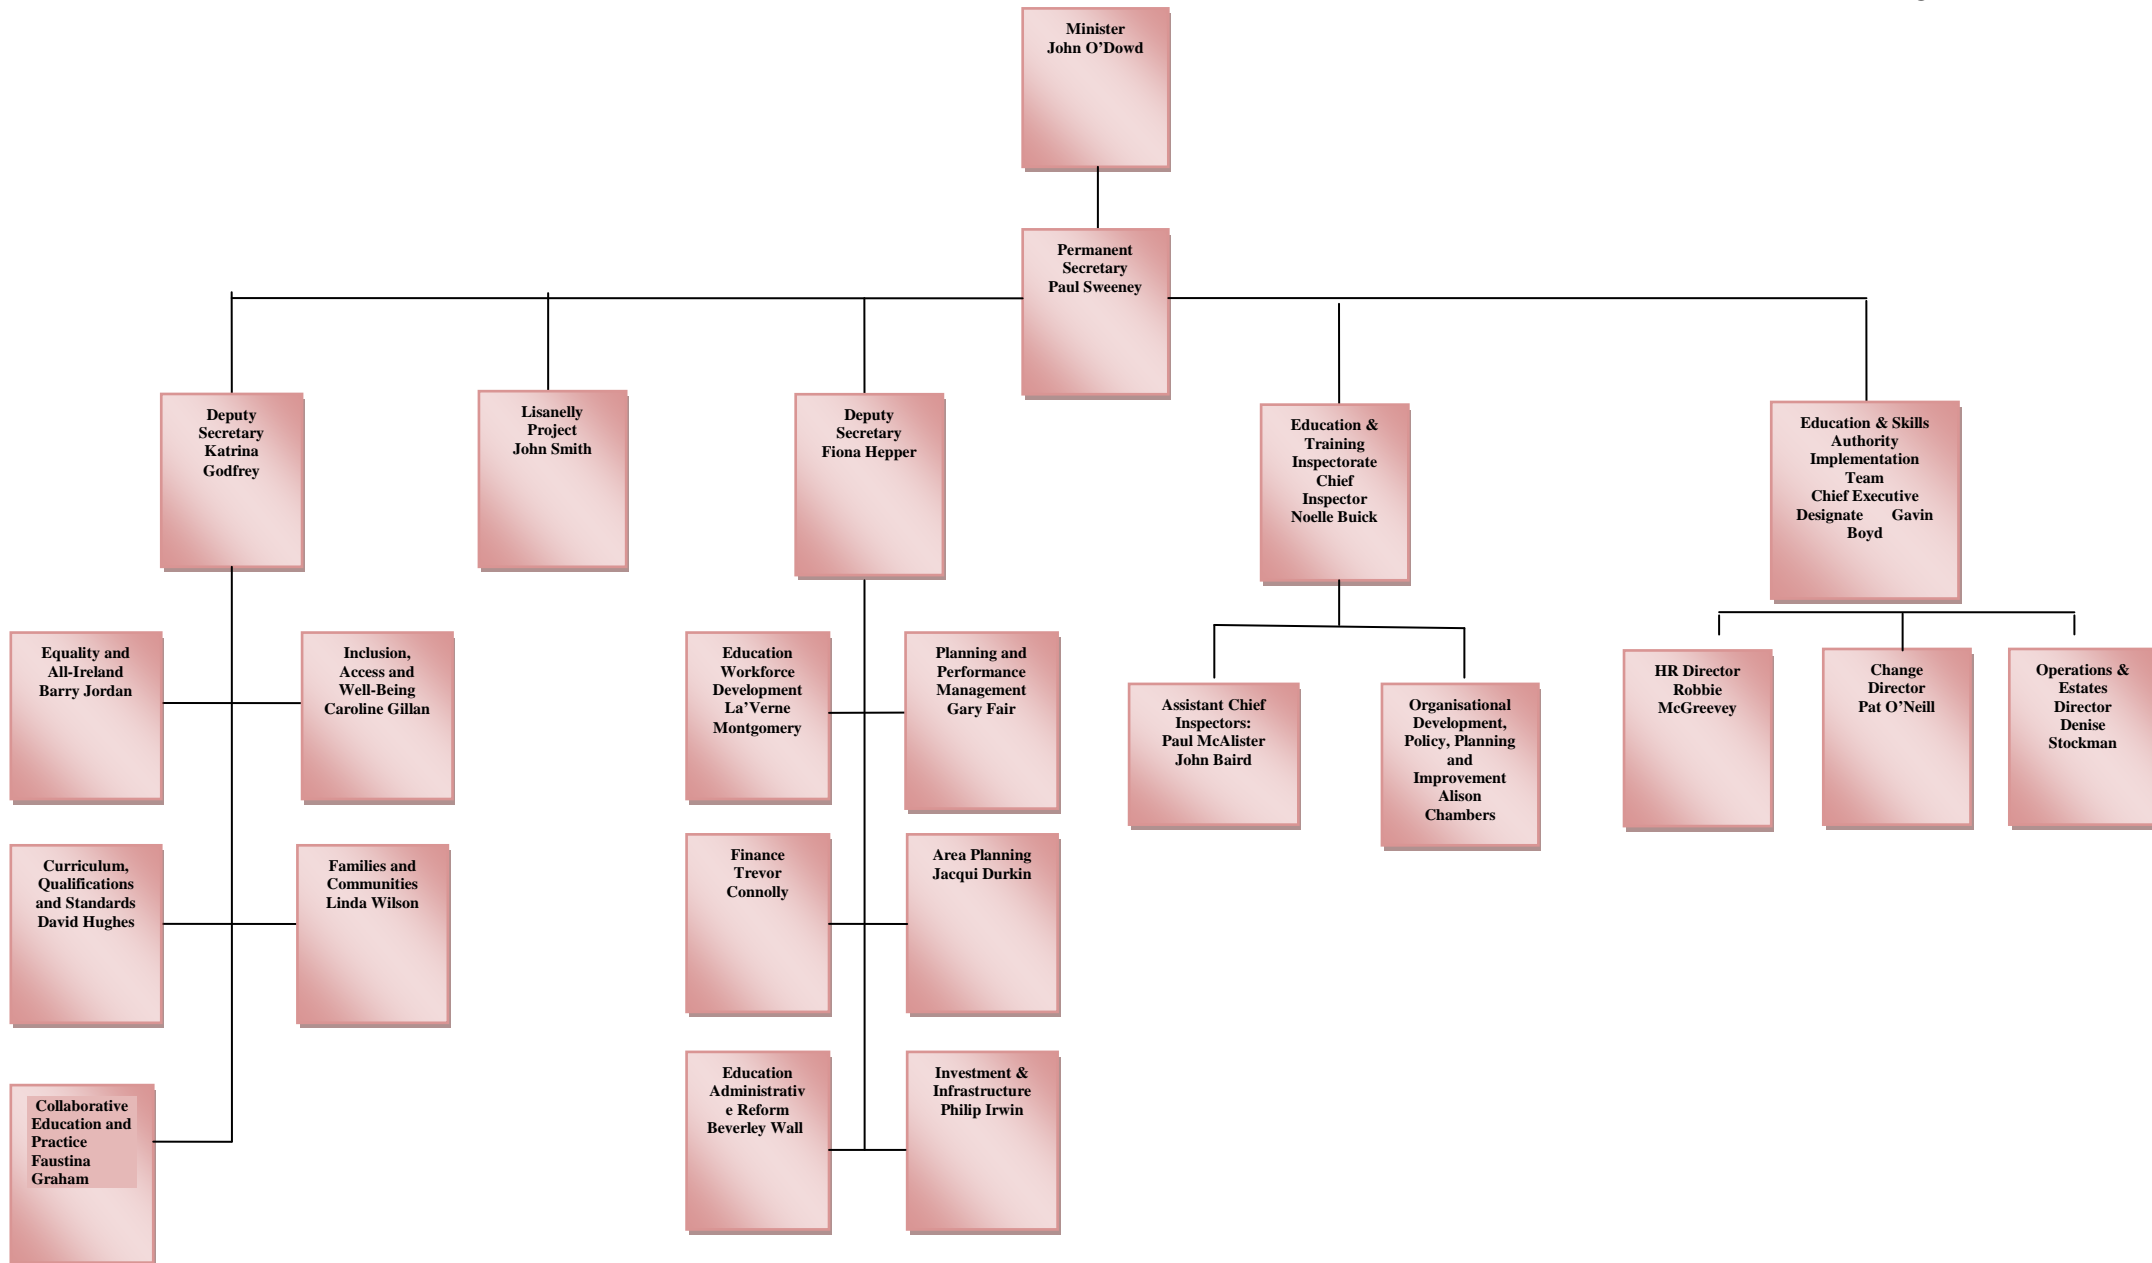 Minister
John O’Dowd
Permanent
Secretary
Paul Sweeney
Deputy
Secretary
Katrina
Godfrey
Lisanelly
Project
John Smith
Deputy
Secretary
Fiona Hepper
Education &
Training
Inspectorate
Chief
Inspector
Noelle Buick
Education & Skills
Authority
Implementation
Team
Chief Executive
Designate Gavin
Boyd
Equality and
All-Ireland
Barry Jordan
Inclusion,
Access and
Well-Being
Caroline Gillan
Education
Workforce
Development
La’Verne
Montgomery
Planning and
Performance
Management
Gary Fair
Assistant Chief
Inspectors:
Paul McAlister
John Baird
Organisational
Development,
Policy, Planning
and
Improvement
Alison
Chambers
HR Director
Robbie
McGreevey
Change
Director
Pat O’Neill
Operations &
Estates
Director
Denise
Stockman
Curriculum,
Qualifications
and Standards
David Hughes
Families and
Communities
Linda Wilson
Finance
Trevor
Connolly
Area Planning
Jacqui Durkin
Collaborative
Education and
Practice
Faustina
Graham
Education
Administrativ
e Reform
Beverley Wall
Investment &
Infrastructure
Philip Irwin